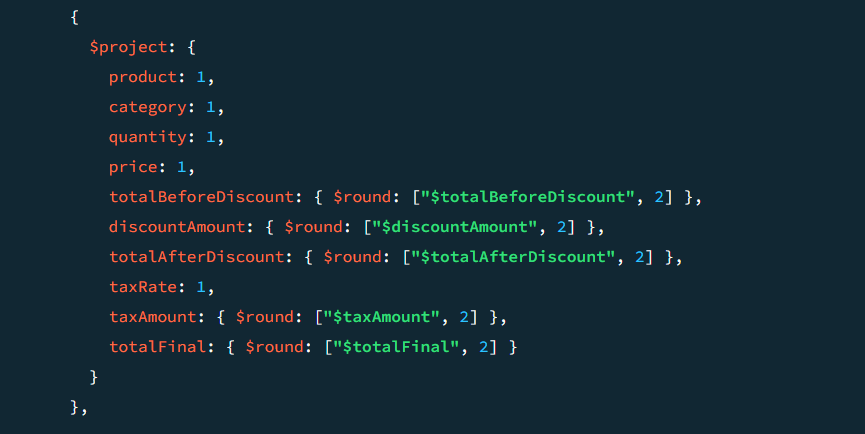 {
$project: {
product: 1,
category: 1,
quantity: 1,
price: 1,
totalBeforeDiscount: { $round: ["$totalBeforeDiscount", 2] },
discountAmount: { $round: ["$discountAmount", 2] },
totalAfterDiscount: { $round: ["$totalAfterDiscount", 2] },
taxRate: 1,
taxAmount: { $round: ["$taxAmount", 2] },
totalFinal: { $round: ["$totalFinal", 2] }
}
},